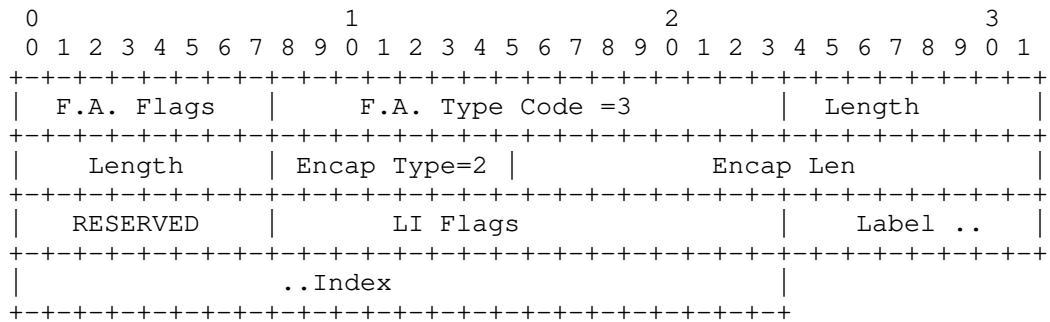 0                   1                   2                   3
 0 1 2 3 4 5 6 7 8 9 0 1 2 3 4 5 6 7 8 9 0 1 2 3 4 5 6 7 8 9 0 1
+-+-+-+-+-+-+-+-+-+-+-+-+-+-+-+-+-+-+-+-+-+-+-+-+-+-+-+-+-+-+-+-+
|  F.A. Flags   |     F.A. Type Code =3         |  Length       |
+-+-+-+-+-+-+-+-+-+-+-+-+-+-+-+-+-+-+-+-+-+-+-+-+-+-+-+-+-+-+-+-+
|    Length     | Encap Type=2 |            Encap Len           |
+-+-+-+-+-+-+-+-+-+-+-+-+-+-+-+-+-+-+-+-+-+-+-+-+-+-+-+-+-+-+-+-+
|   RESERVED    |       LI Flags                |    Label ..   |
+-+-+-+-+-+-+-+-+-+-+-+-+-+-+-+-+-+-+-+-+-+-+-+-+-+-+-+-+-+-+-+-+
|                ..Index                        |
+-+-+-+-+-+-+-+-+-+-+-+-+-+-+-+-+-+-+-+-+-+-+-+-+